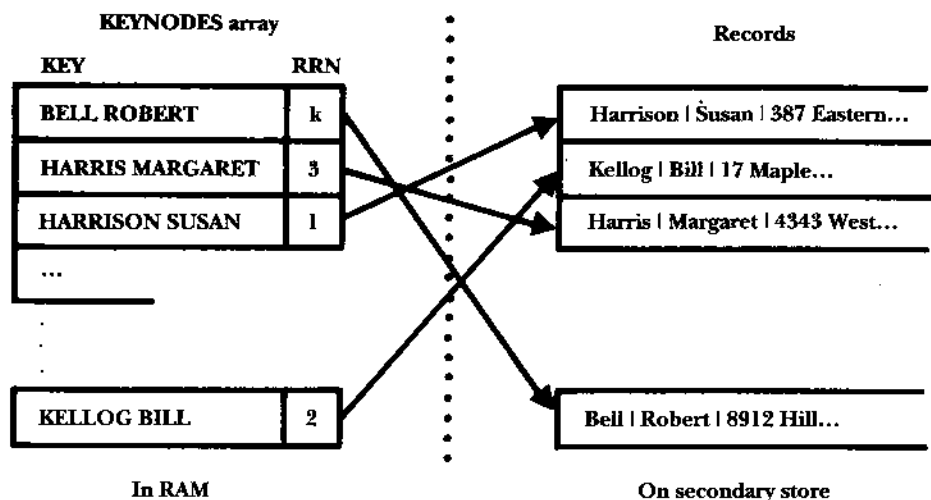 KEYNODES array
Records
KEY RRN
BELL ROBERT k
HARRIS MARGARET 3
HARRISON SUSAN 1
...
KELLOG BILL 2
Harrison | Susan | 387 Eastern...
Kellog | Bill | 17 Maple...
Harris | Margaret | 4343 West...
Bell | Robert | 8912 Hill...
In RAM
On secondary store